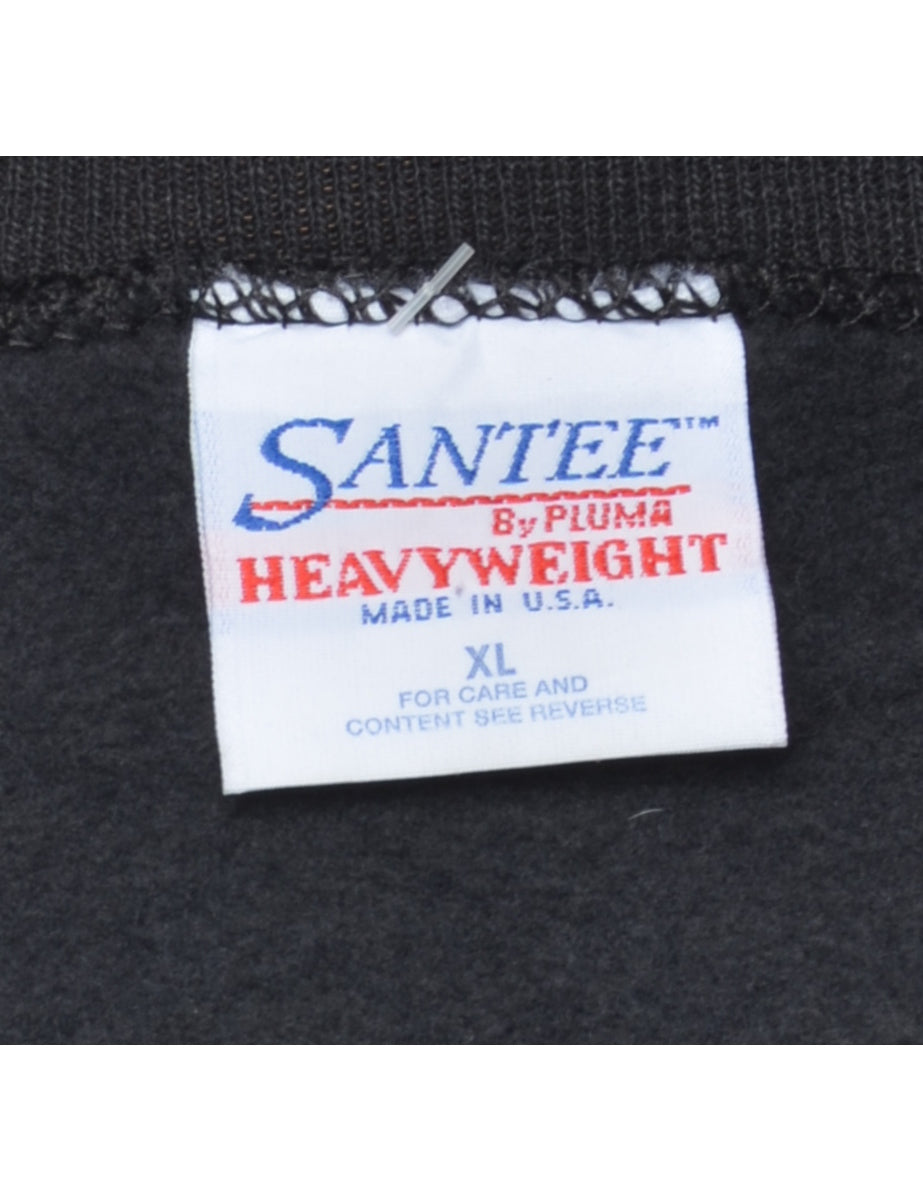 SANTEE™
By PLUMA
HEAVYWEIGHT
MADE IN U.S.A.
XL
FOR CARE AND
CONTENT SEE REVERSE